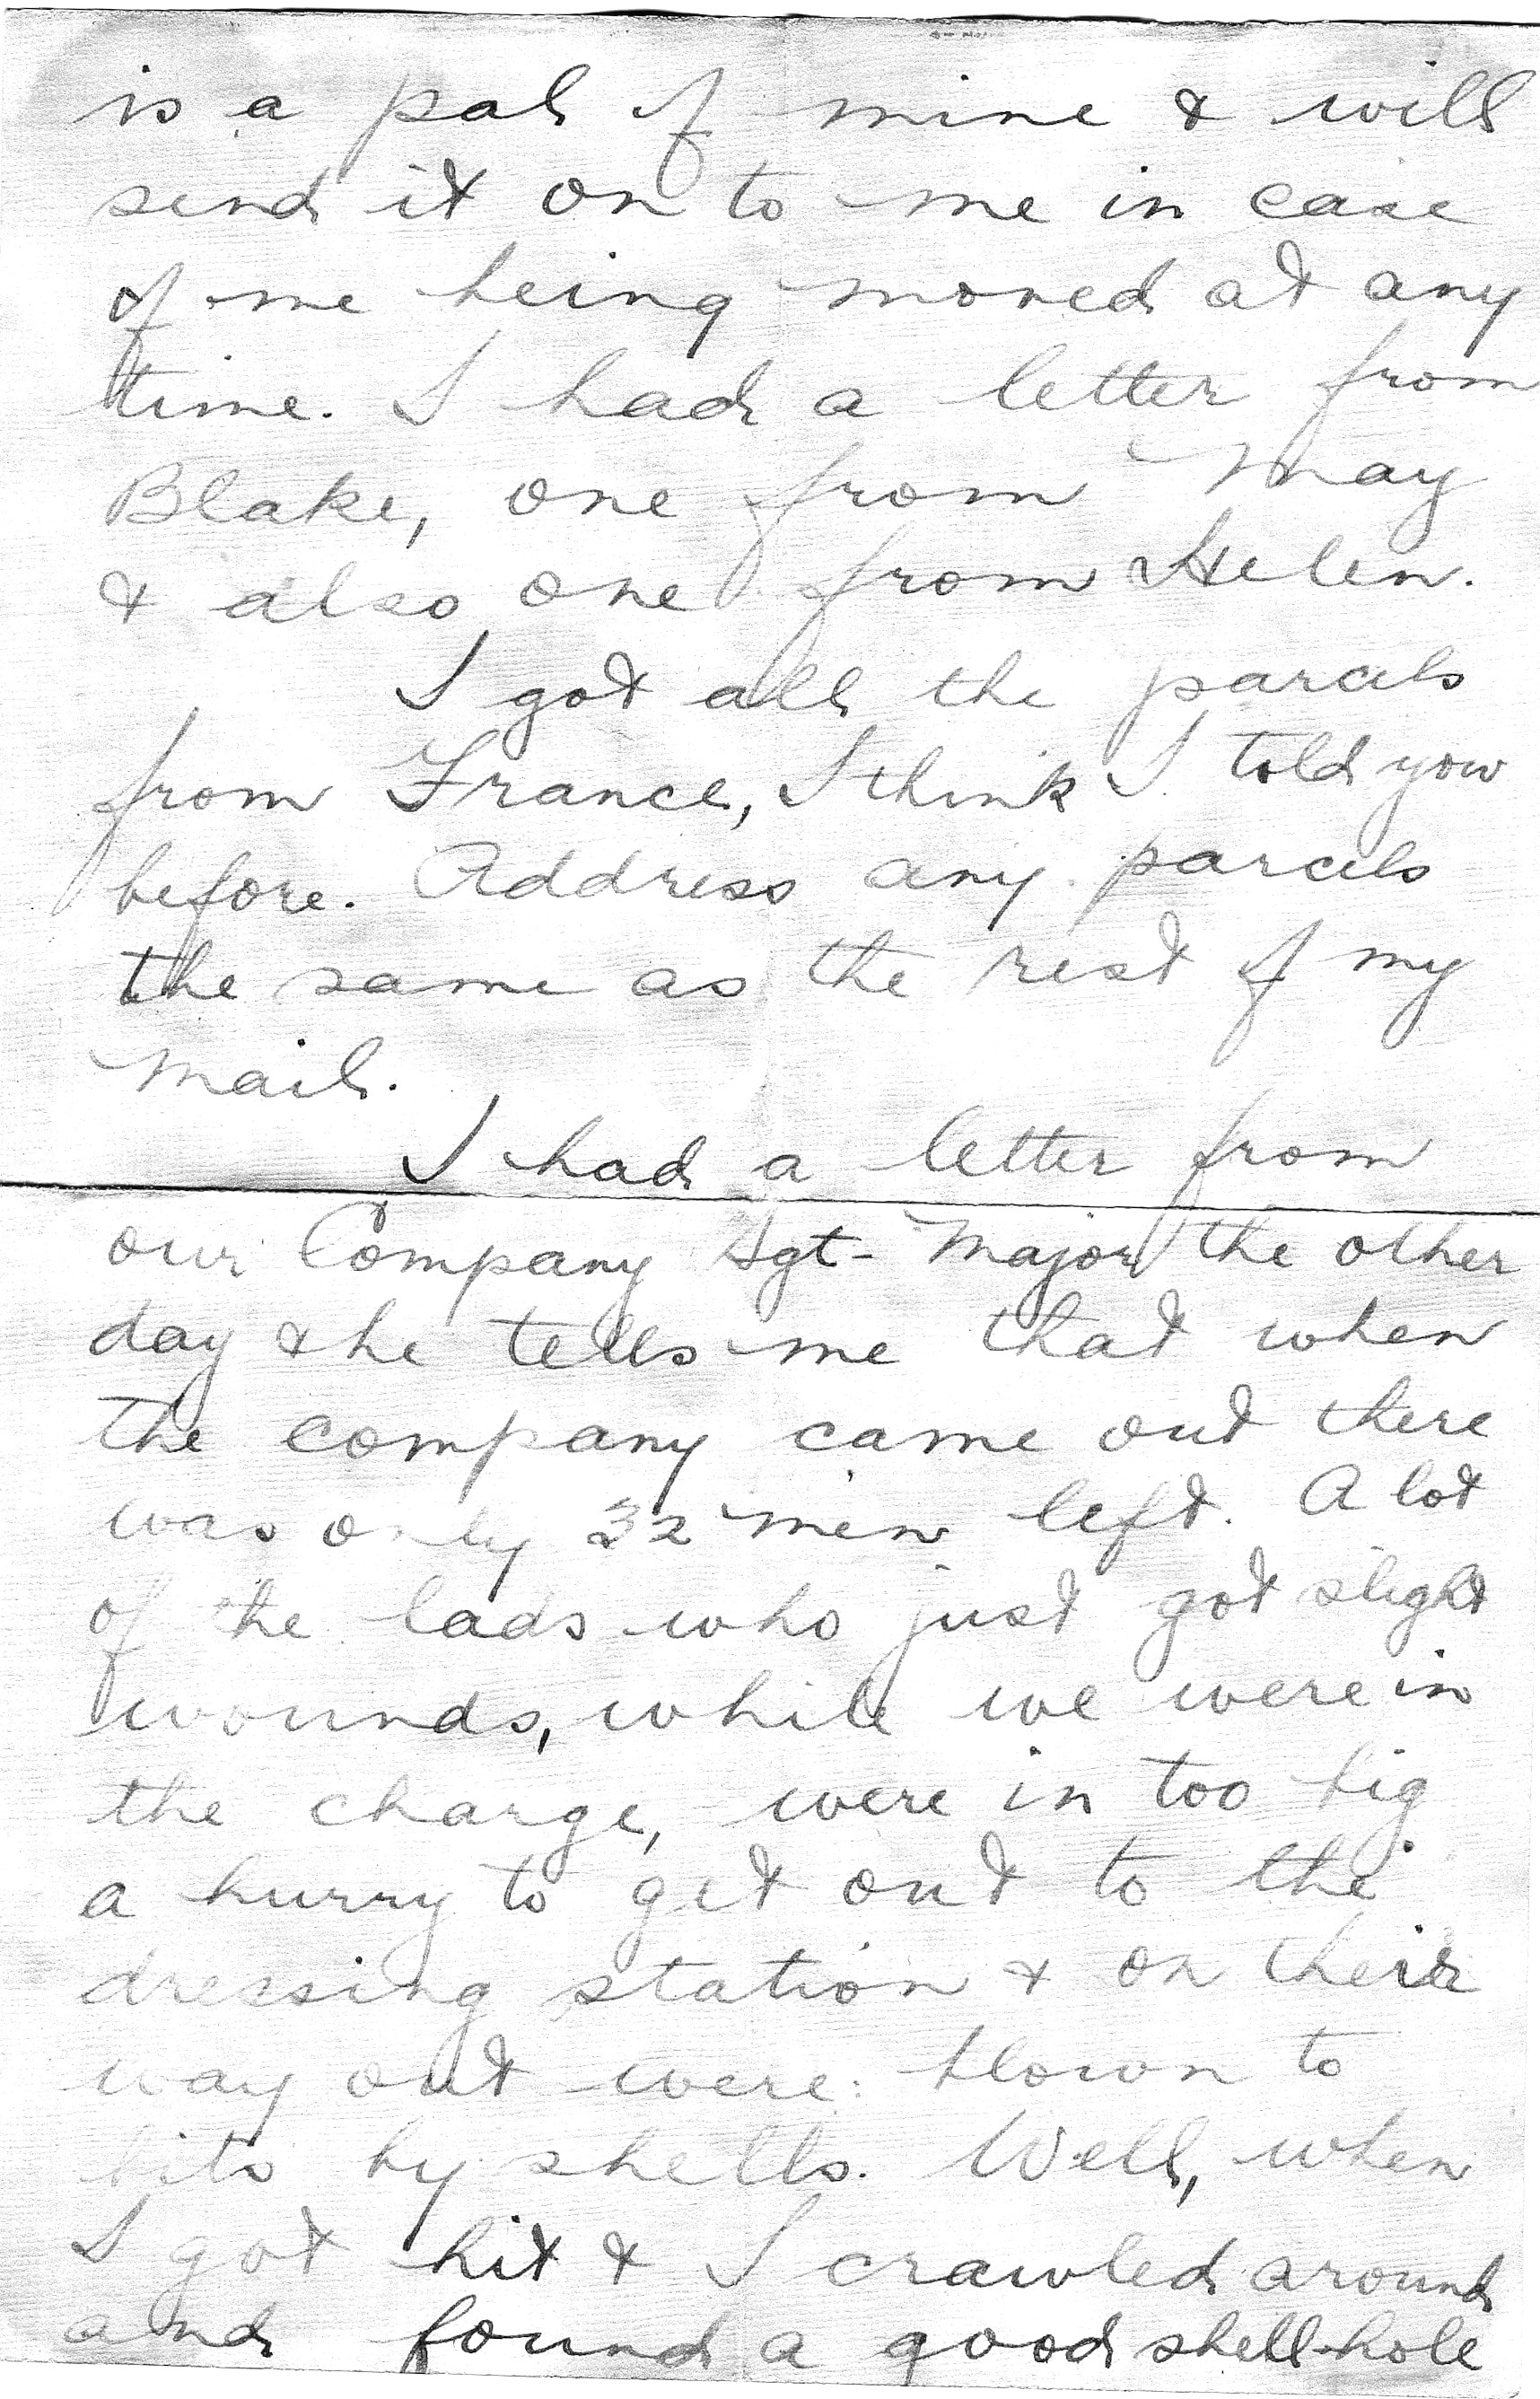 is a pal of mine & will
send it on to me in case
of me being moved at any
time. I had a letter from
Blake, one from May
& also one from Helen.
I got all the parcels
from France, I think I told you
before. Address any parcels
the same as the rest of my
mail.
I had a letter from
our Company Sgt-Major the other
day & he tells me that when
the company came out there
was only 32 men left. A lot
of the lads who just got slight
wounds, while we were in
the charge, were in too big
a hurry to get out to the
dressing station & on their
way out were blown to
bits by shells. Well, when
I got hit & I crawled around
and found a good shell-hole